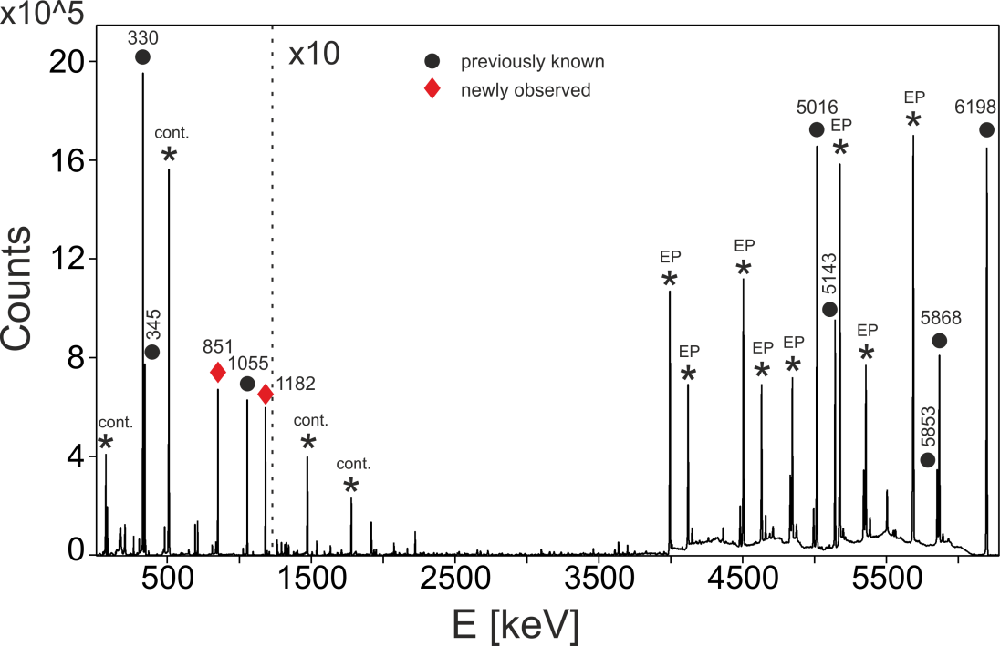 x10^5
330
x10
previously known
newly observed
20
16
12
8
4
0
Counts
cont.
345
cont.
851
1055
1182
cont.
cont.
EP
EP
EP
EP
EP
5016
EP
5143
EP
EP
5853
5868
6198
500
1500
2500
3500
4500
5500
E [keV]